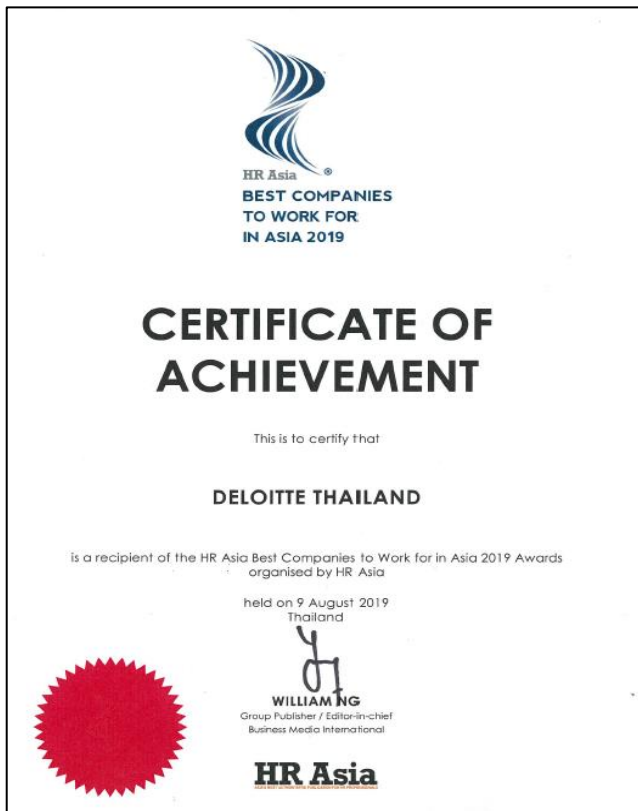 HR Asia ®
BEST COMPANIES
TO WORK FOR
IN ASIA 2019
CERTIFICATE OF
ACHIEVEMENT
This is to certify that
DELOITTE THAILAND
is a recipient of the HR Asia Best Companies to Work for in Asia 2019 Awards
organised by HR Asia
held on 9 August 2019
Thailand
WILLIAM NG
Group Publisher / Editor-in-chief
Business Media International
HR Asia